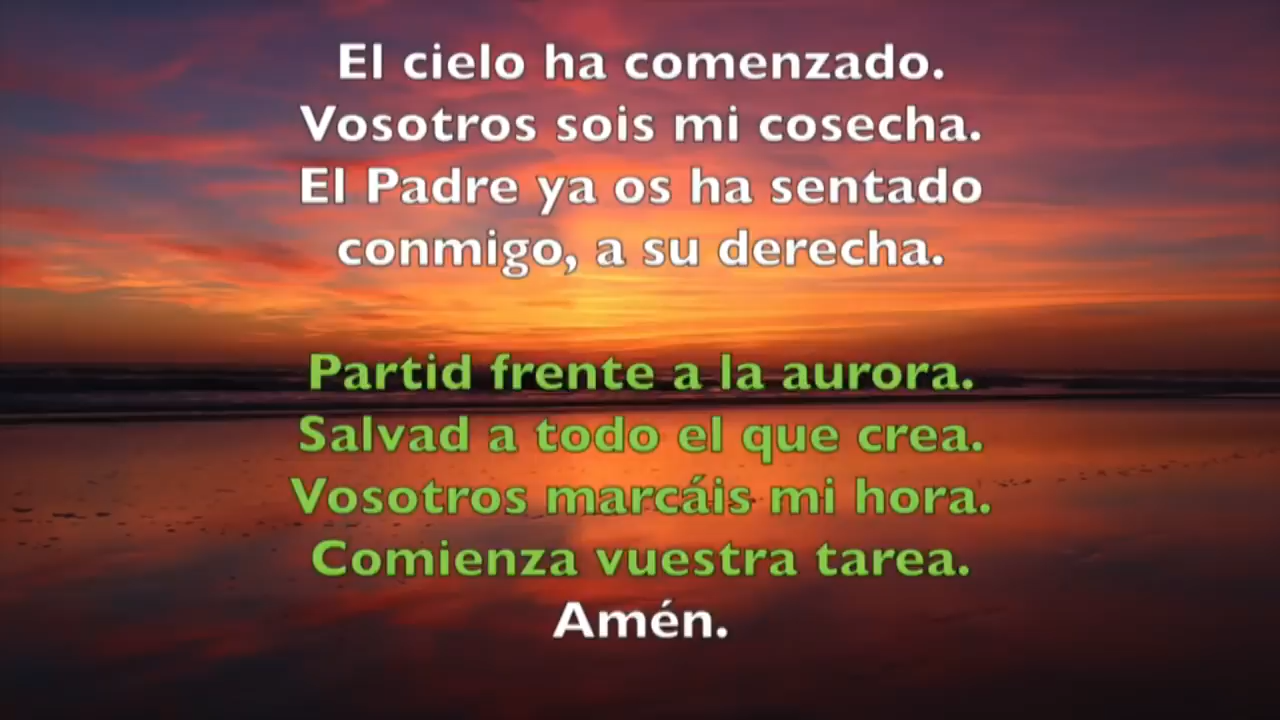 El cielo ha comenzado.
Vosotros sois mi cosecha.
El Padre ya os ha sentado
conmigo, a su derecha.
Partid frente a la aurora.
Salvad a todo el que crea.
Vosotros marcáis mi hora.
Comienza vuestra tarea.
Amén.